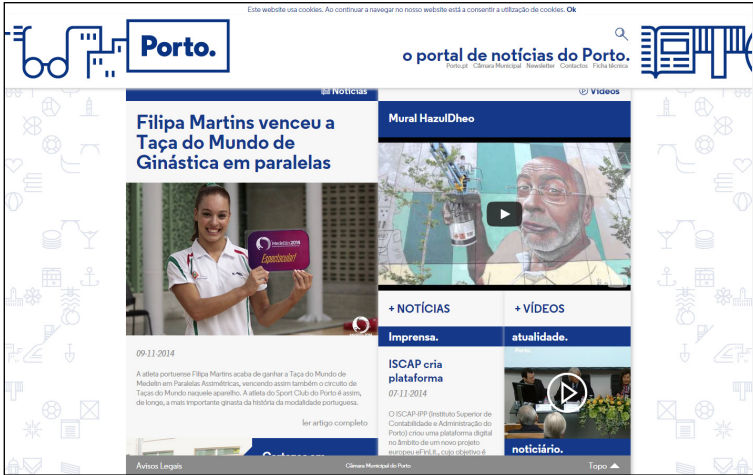 Este website usa cookies. Ao continuar a navegar no nosso website está a consentir a utilização de cookies. Ok
Porto.
o portal de notícias do Porto.
Porto.pt Câmara Municipal Newsletter Contactos Ficha técnica
Notícias
Vídeos
Filipa Martins venceu a
Taça do Mundo de
Ginástica em paralelas
Medellín 2014
Espectacular!
09-11-2014
A atleta portuense Filipa Martins acaba de ganhar a Taça do Mundo de
Medelin em Paralelas Assimétricas, vencendo assim também o circuito de
Taças do Mundo naquele aparelho. A atleta do Sport Club do Porto é assim,
de longe, a mais importante ginasta da história da modalidade portuguesa.
ler artigo completo
Mural HazulDheo
+ NOTÍCIAS
Imprensa.
ISCAP cria
plataforma
07-11-2014
O ISCAP-IPP (Instituto Superior de
Contabilidade e Administração do
Porto) criou uma plataforma digital
no âmbito de um novo projeto
europeu eFinLit., cujo objetivo é
+ VÍDEOS
atualidade.
Porto.
noticiário.
Avisos Legais
Câmara Municipal do Porto
Topo